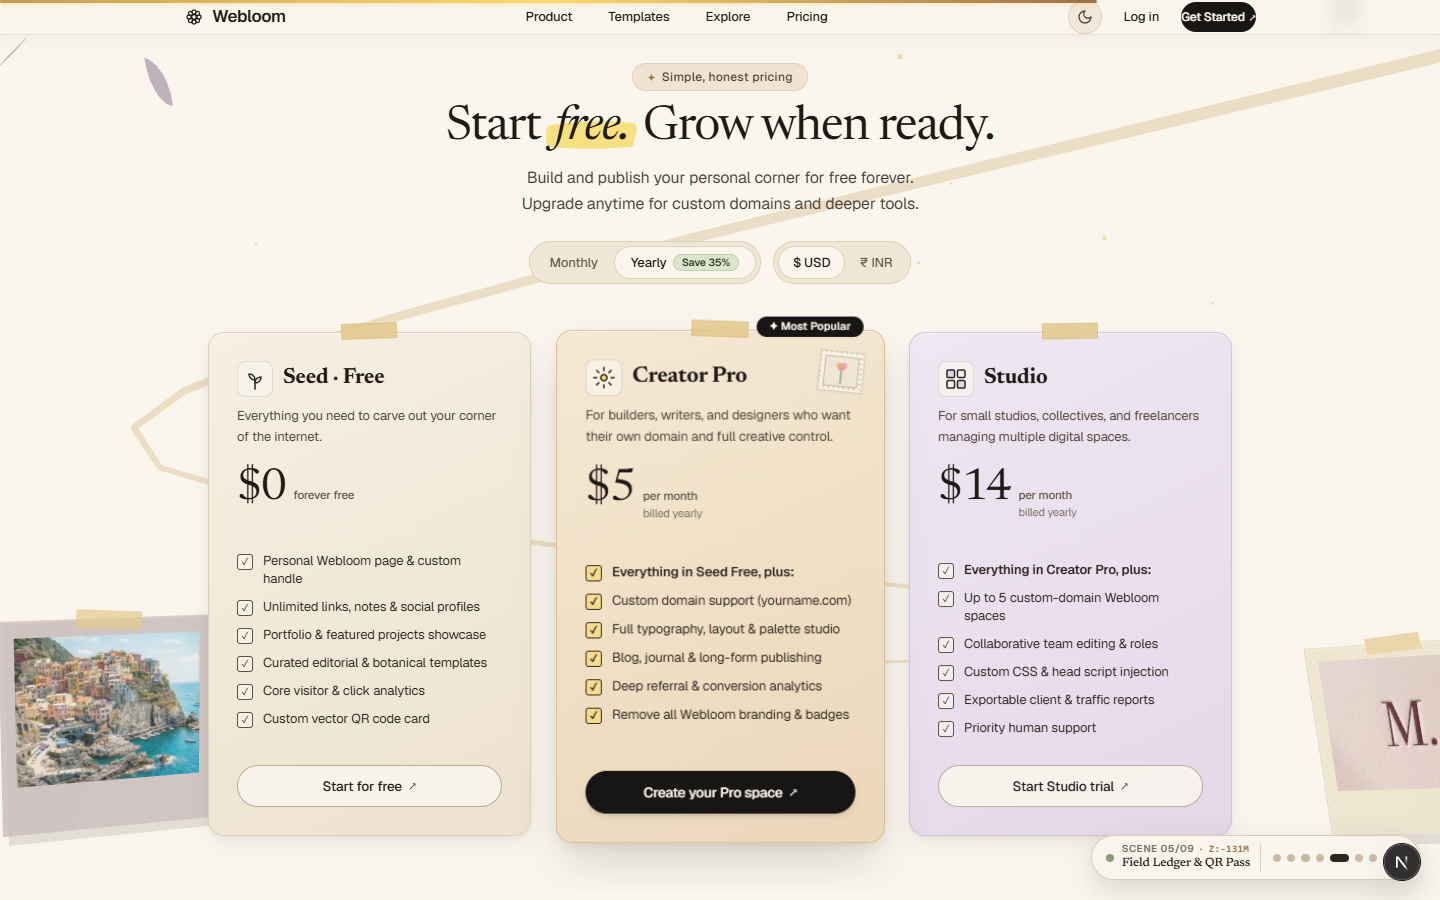 Webloom
Product
Templates
Explore
Pricing
Log in
Get Started ↗
✦ Simple, honest pricing
Start free. Grow when ready.
Build and publish your personal corner for free forever.
Upgrade anytime for custom domains and deeper tools.
Monthly
Yearly
Save 35%
$ USD
₹ INR
Seed · Free
Everything you need to carve out your corner
of the internet.
$0 forever free
Personal Webloom page & custom
handle
Unlimited links, notes & social profiles
Portfolio & featured projects showcase
Curated editorial & botanical templates
Core visitor & click analytics
Custom vector QR code card
Start for free ↗
✦ Most Popular
Creator Pro
For builders, writers, and designers who want
their own domain and full creative control.
$5 per month
billed yearly
Everything in Seed Free, plus:
Custom domain support (yourname.com)
Full typography, layout & palette studio
Blog, journal & long-form publishing
Deep referral & conversion analytics
Remove all Webloom branding & badges
Create your Pro space ↗
Studio
For small studios, collectives, and freelancers
managing multiple digital spaces.
$14 per month
billed yearly
Everything in Creator Pro, plus:
Up to 5 custom-domain Webloom
spaces
Collaborative team editing & roles
Custom CSS & head script injection
Exportable client & traffic reports
Priority human support
Start Studio trial ↗
M.
SCENE 05/09 · Z:-131M
Field Ledger & QR Pass
N